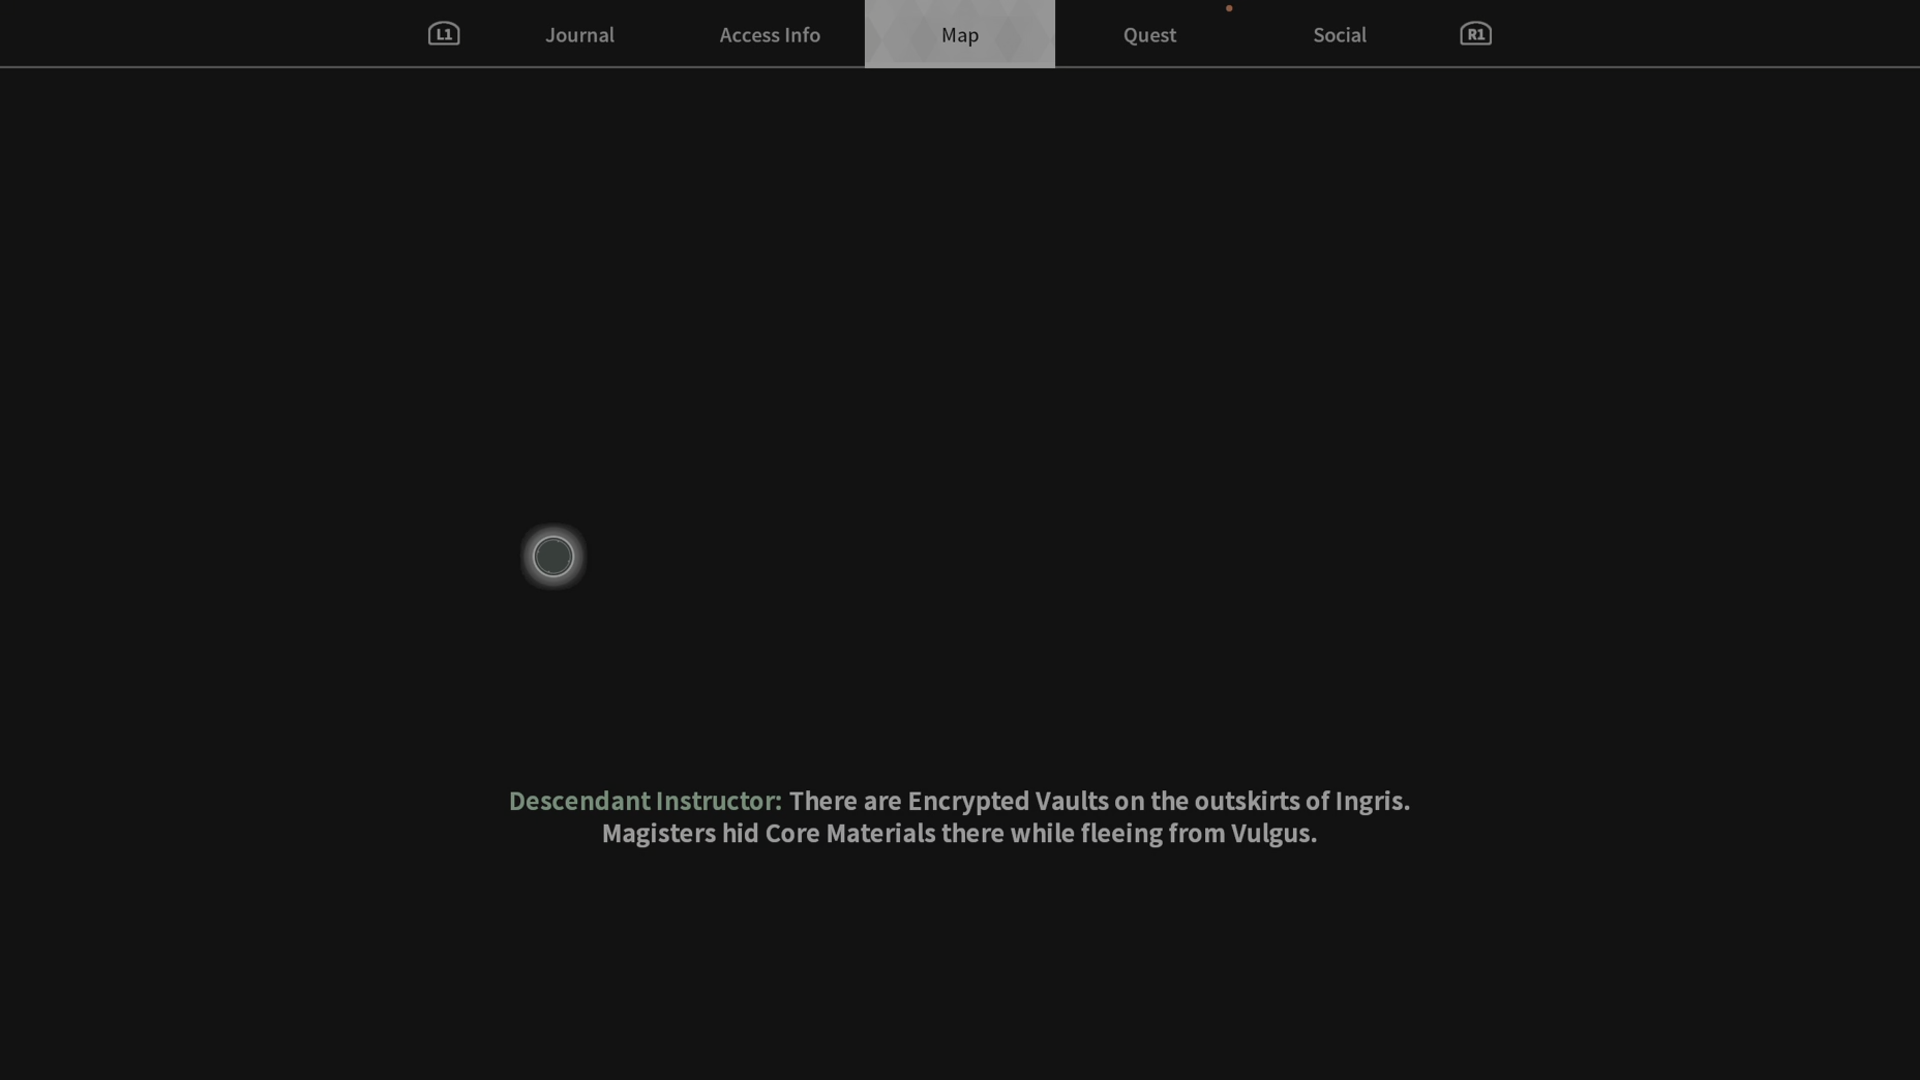 L1 Journal Access Info Map Quest Social R1
Descendant Instructor: There are Encrypted Vaults on the outskirts of Ingris.
Magisters hid Core Materials there while fleeing from Vulgus.